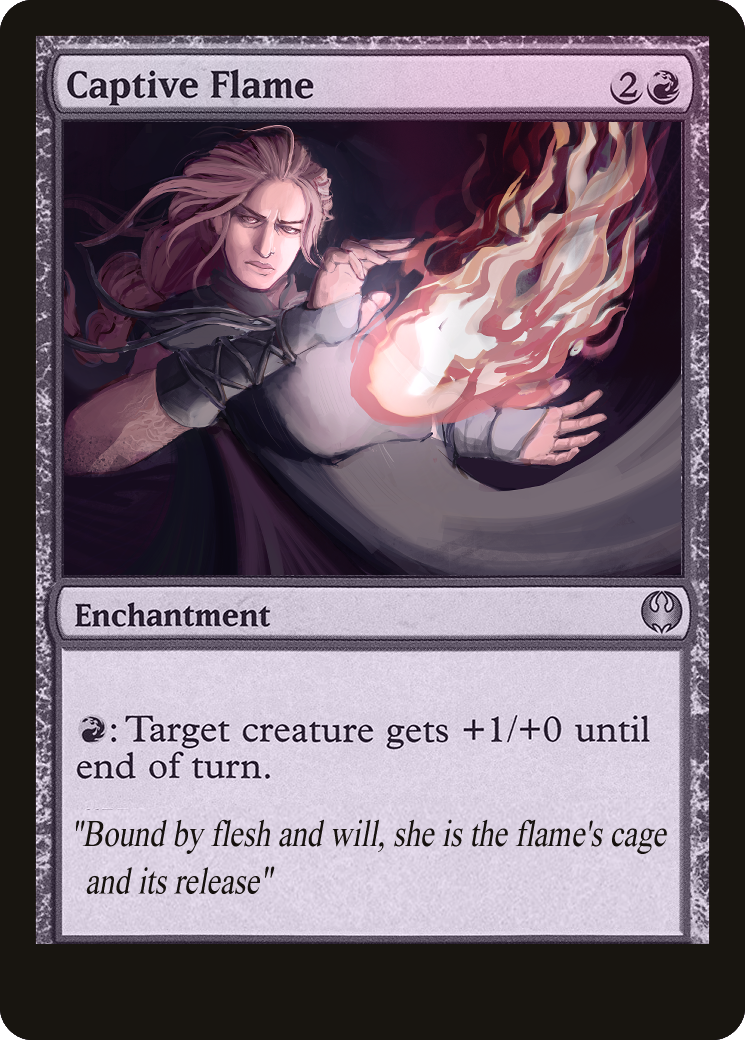 Captive Flame 2
Enchantment
: Target creature gets +1/+0 until
end of turn.
"Bound by flesh and will, she is the flame's cage
and its release"